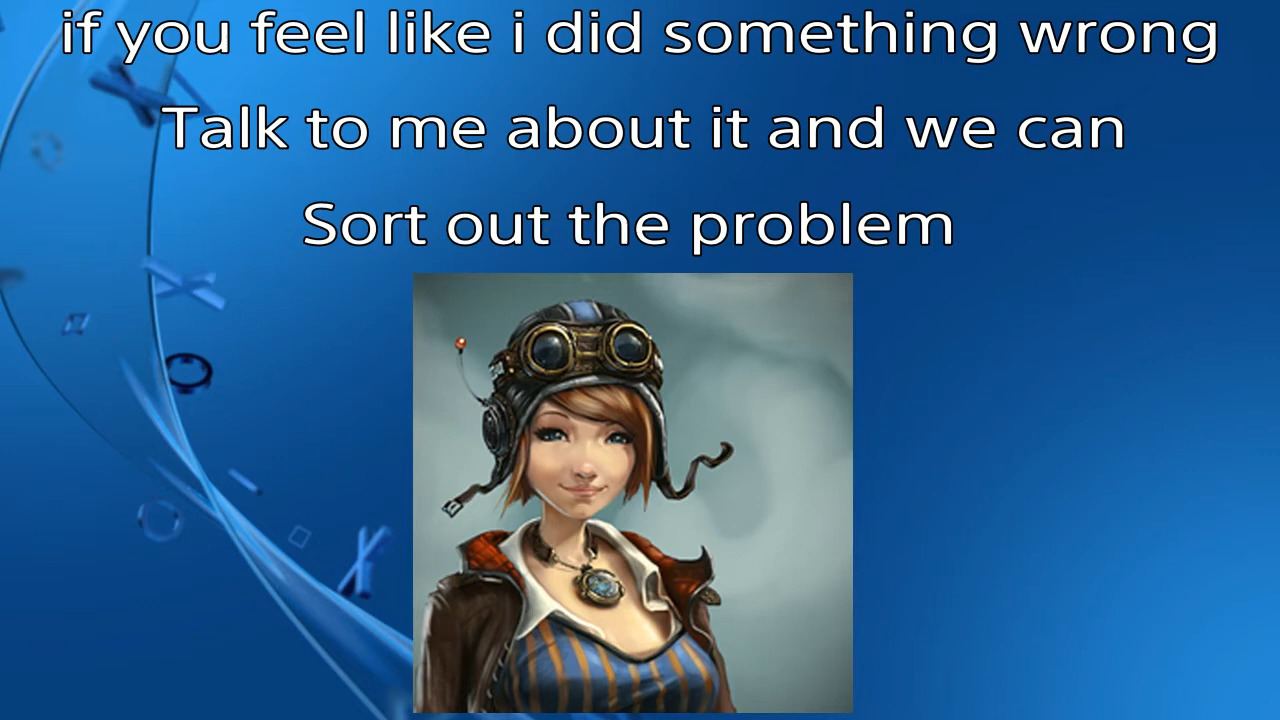 if you feel like i did something wrong
Talk to me about it and we can
Sort out the problem